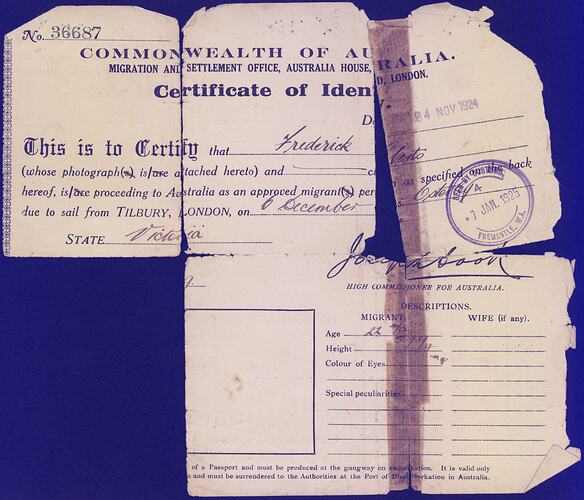 No. 36687
COMMONWEALTH OF AU RALIA.
MIGRATION AND SETTLEMENT OFFICE, AUSTRALIA HOUSE, D, LONDON.
Certificate of Iden
24 NOV 1924
This is to Certify that Frederick
(whose photograph(s) is/are attached hereto) and as specified on the back
hereof, is/are proceeding to Australia as an approved migrant(s) per s.s.
due to sail from TILBURY, LONDON, on 6 December
STATE Victoria
7 JAN. 1925
FREMANTLE, W.A.
Joseph Cook
HIGH COMMISSIONER FOR AUSTRALIA.
DESCRIPTIONS.
MIGRANT. WIFE (if any).
Age 22
Height
Colour of Eyes
Special peculiarities
of a Passport and must be produced at the gangway on embarkation. It is valid only
and must be surrendered to the Authorities at the Port of Disembarkation in Australia.